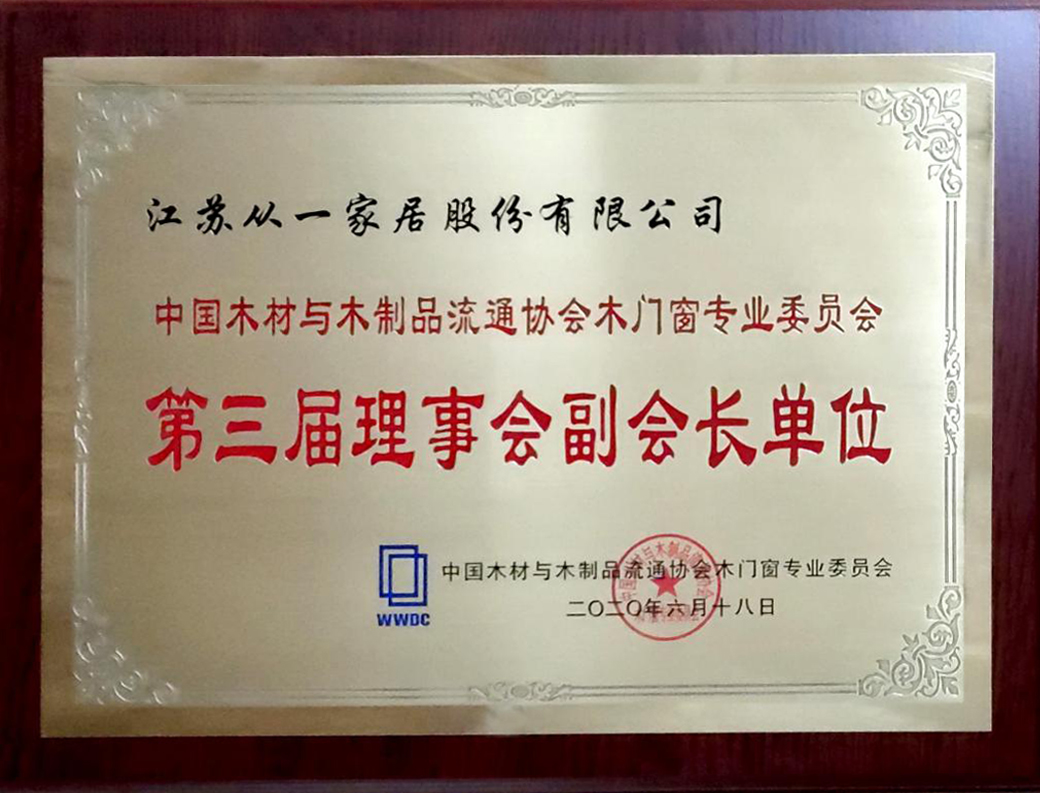 江苏从一家居股份有限公司
中国木材与木制品流通协会木门窗专业委员会
第三届理事会副会长单位
WWDC
中国木材与木制品流通协会木门窗专业委员会
二〇二〇年六月十八日